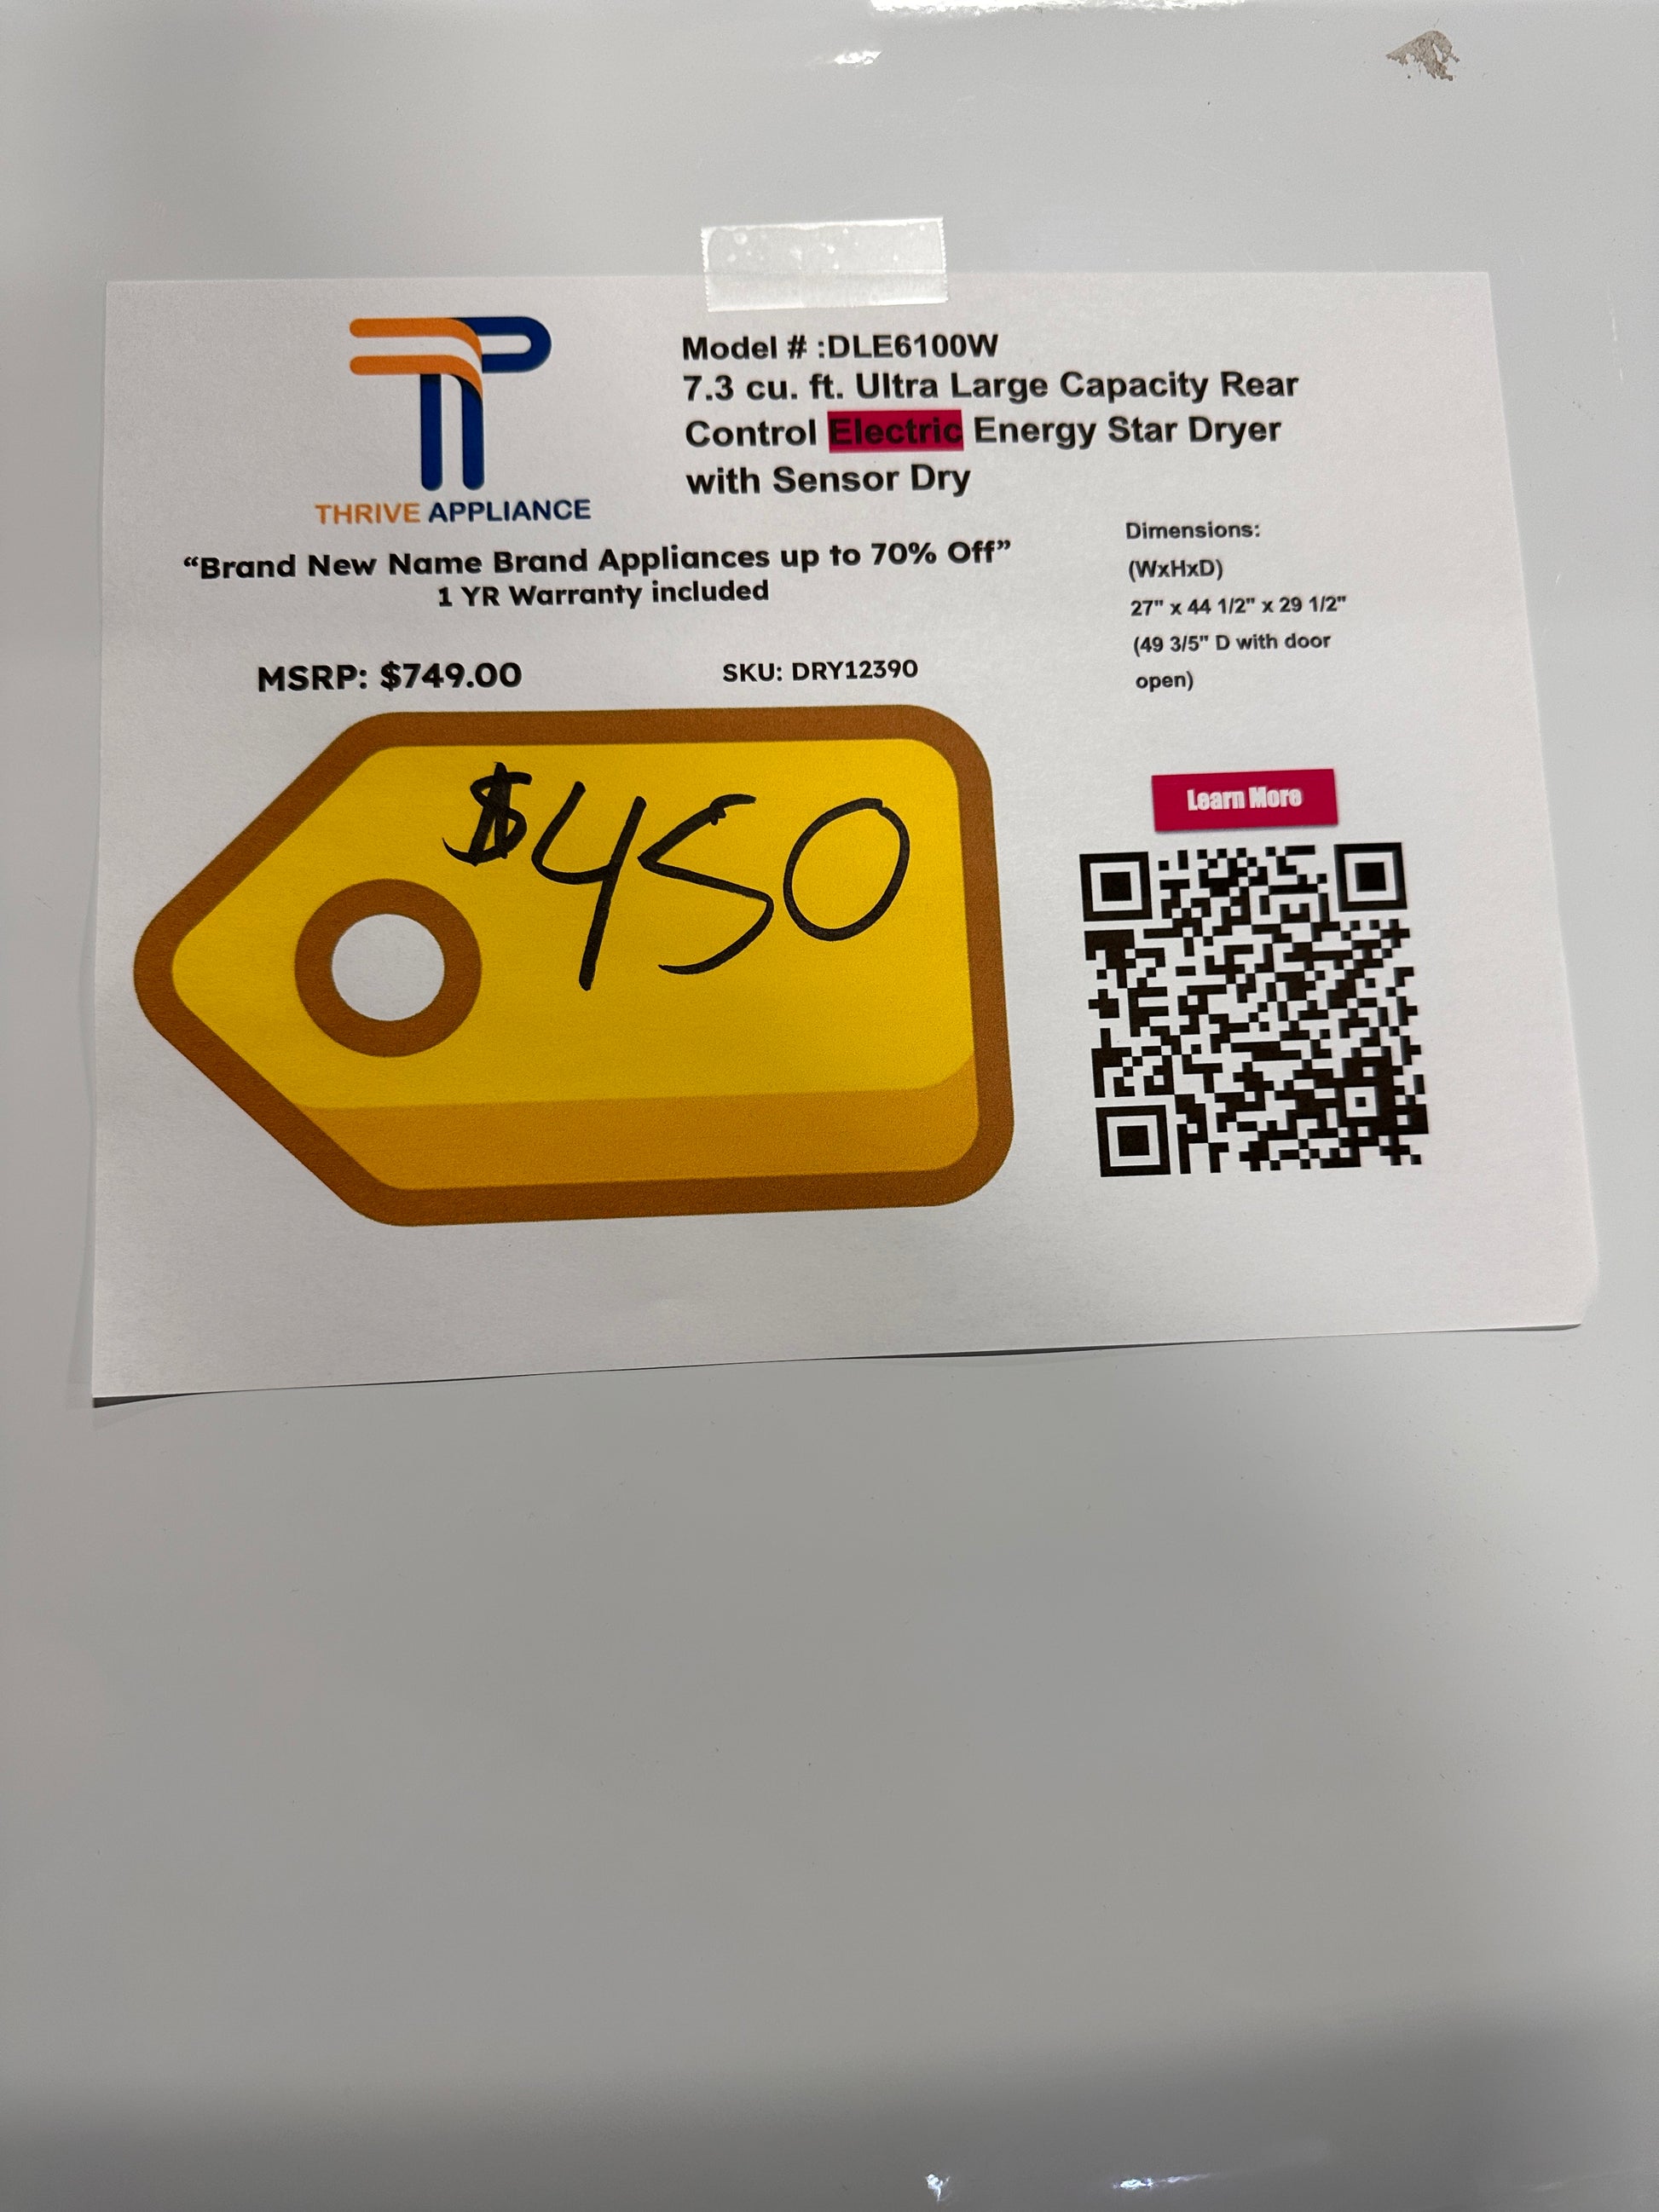 Model # :DLE6100W
7.3 cu. ft. Ultra Large Capacity Rear
Control Electric Energy Star Dryer
with Sensor Dry
THRIVE APPLIANCE
“Brand New Name Brand Appliances up to 70% Off”
1 YR Warranty included
Dimensions:
(WxHxD)
27" x 44 1/2" x 29 1/2"
(49 3/5" D with door
open)
MSRP: $749.00
SKU: DRY12390
$450
Learn More